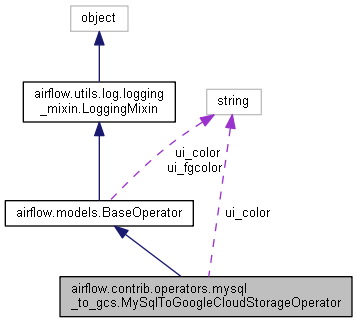 object
airflow.utils.log.logging
_mixin.LoggingMixin
string
ui_color
ui_fgcolor
airflow.models.BaseOperator
ui_color
airflow.contrib.operators.mysql
_to_gcs.MySqlToGoogleCloudStorageOperator